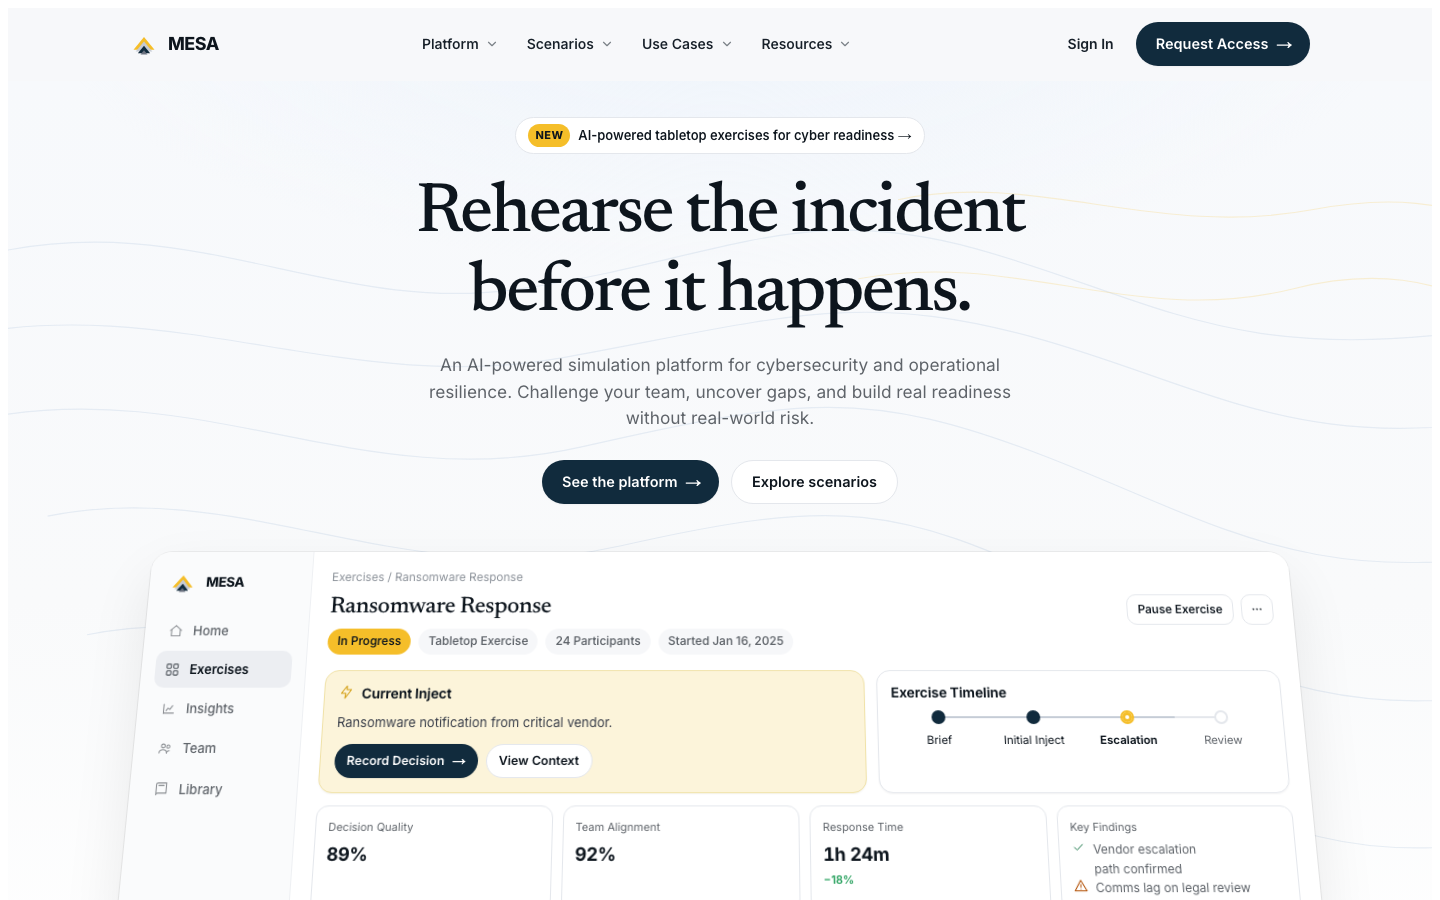 MESA
Platform
Scenarios
Use Cases
Resources
Sign In
Request Access →
NEW AI-powered tabletop exercises for cyber readiness →
Rehearse the incident
before it happens.
An AI-powered simulation platform for cybersecurity and operational
resilience. Challenge your team, uncover gaps, and build real readiness
without real-world risk.
See the platform →
Explore scenarios
MESA
Home
Exercises
Insights
Team
Library
Exercises / Ransomware Response
Ransomware Response
Pause Exercise
···
In Progress
Tabletop Exercise
24 Participants
Started Jan 16, 2025
Current Inject
Ransomware notification from critical vendor.
Record Decision →
View Context
Exercise Timeline
Brief
Initial Inject
Escalation
Review
Decision Quality
89%
Team Alignment
92%
Response Time
1h 24m
−18%
Key Findings
Vendor escalation
path confirmed
Comms lag on legal review